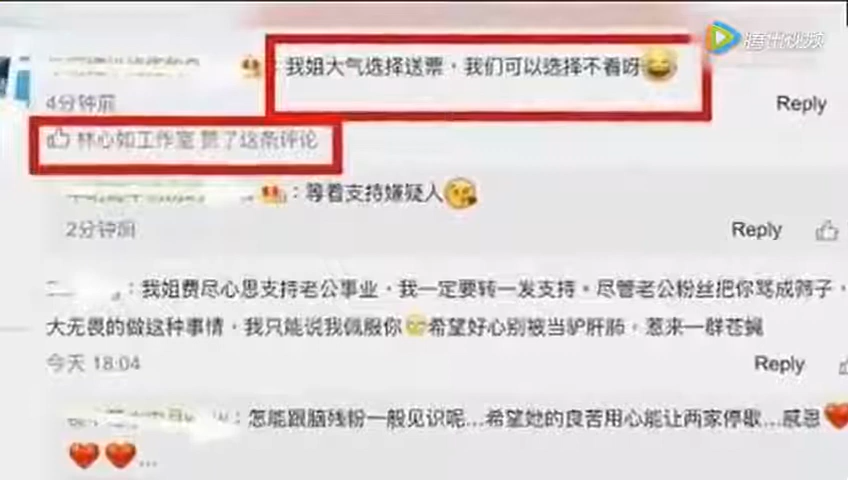 腾讯视频
我姐大气选择送票，我们可以选择不看呀
4分钟前
Reply
林心如工作室 赞了这条评论
：等着支持嫌疑人
2分钟前
Reply
：我姐费尽心思支持老公事业，我一定要转一发支持。尽管老公粉丝把你骂成筛子，
大无畏的做这种事情，我只能说我佩服你希望好心别被当驴肝肺，惹来一群苍蝇
今天 18:04
Reply
：怎能跟脑残粉一般见识呢...希望她的良苦用心能让两家停歇...感恩
...